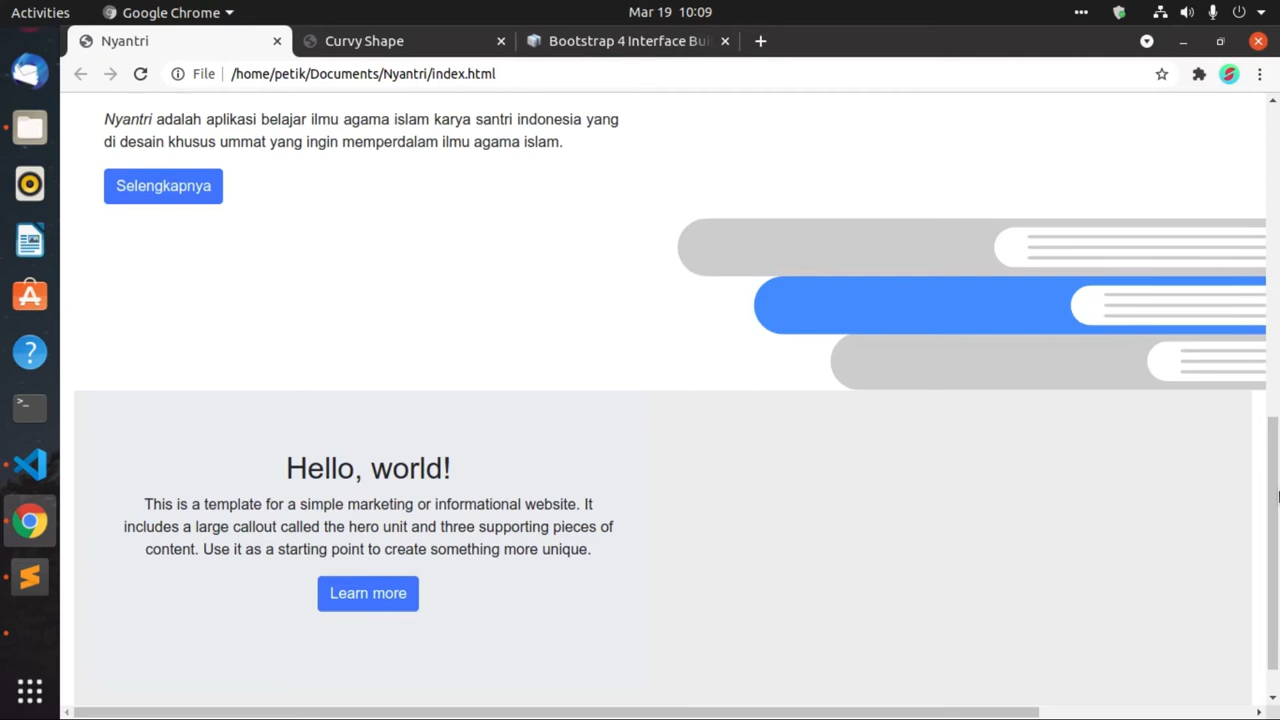 Activities
Google Chrome
Mar 19 10:09
Nyantri
Curvy Shape
Bootstrap 4 Interface Bui
File
/home/petik/Documents/Nyantri/index.html
Nyantri adalah aplikasi belajar ilmu agama islam karya santri indonesia yang
di desain khusus ummat yang ingin memperdalam ilmu agama islam.
Selengkapnya
Hello, world!
This is a template for a simple marketing or informational website. It
includes a large callout called the hero unit and three supporting pieces of
content. Use it as a starting point to create something more unique.
Learn more